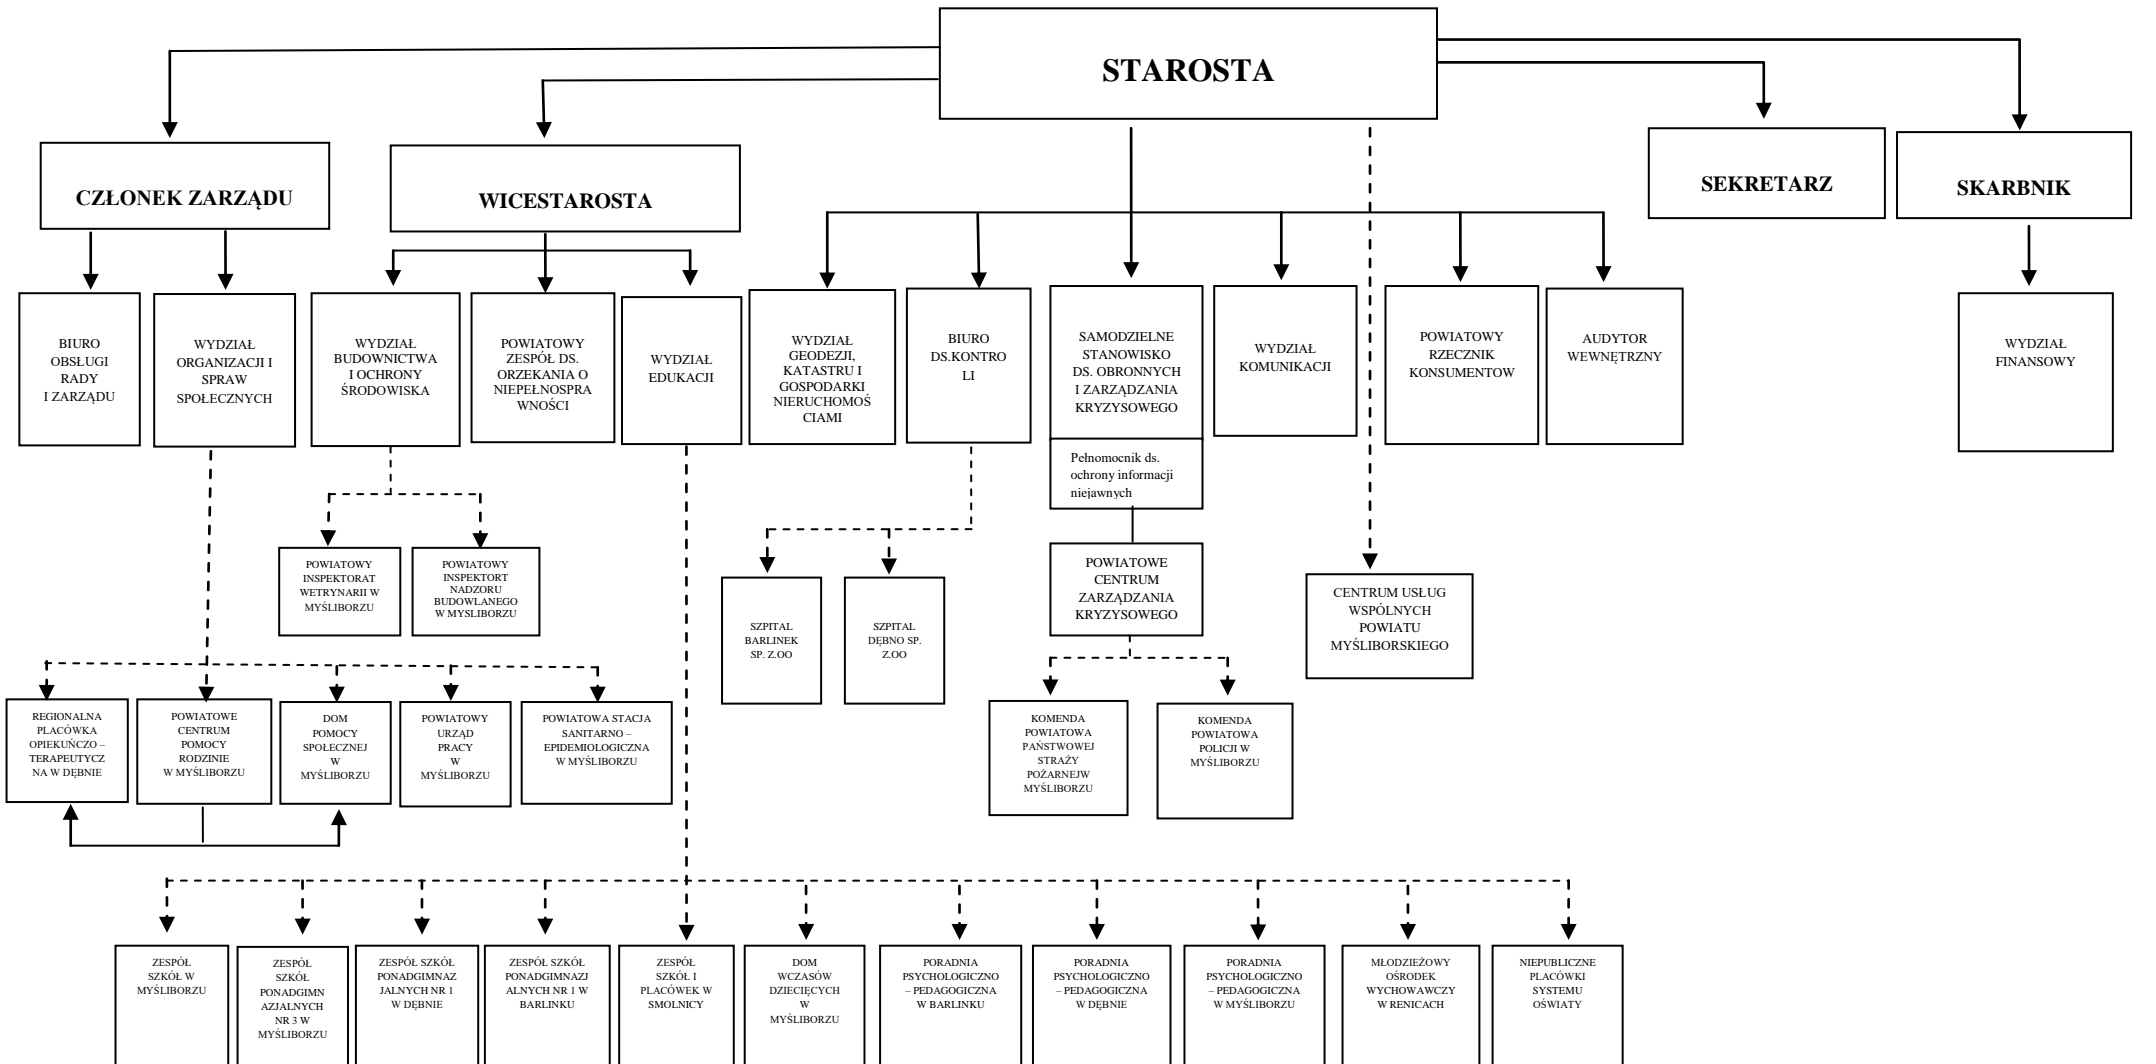 STAROSTA
CZŁONEK ZARZĄDU
WICESTAROSTA
SEKRETARZ
SKARBNIK
BIURO
OBSŁUGI
RADY
I ZARZĄDU
WYDZIAŁ
ORGANIZACJI I
SPRAW
SPOŁECZNYCH
WYDZIAŁ
BUDOWNICTWA
I OCHRONY
ŚRODOWISKA
POWIATOWY
ZESPÓŁ DS.
ORZEKANIA O
NIEPEŁNOSPRA
WNOŚCI
WYDZIAŁ
EDUKACJI
WYDZIAŁ
GEODEZJI,
KATASTRU I
GOSPODARKI
NIERUCHOMOŚ
CIAMI
BIURO
DS.KONTRO
LI
SAMODZIELNE
STANOWISKO
DS. OBRONNYCH
I ZARZĄDZANIA
KRYZYSOWEGO
WYDZIAŁ
KOMUNIKACJI
POWIATOWY
RZECZNIK
KONSUMENTOW
AUDYTOR
WEWNĘTRZNY
WYDZIAŁ
FINANSOWY
Pełnomocnik ds.
ochrony informacji
niejawnych
POWIATOWY
INSPEKTORAT
WETRYNARII W
MYŚLIBORZU
POWIATOWY
INSPEKTORT
NADZORU
BUDOWLANEGO
W MYSLIBORZU
SZPITAL
BARLINEK
SP. Z.OO
SZPITAL
DĘBNO SP.
Z.OO
POWIATOWE
CENTRUM
ZARZĄDZANIA
KRYZYSOWEGO
CENTRUM USŁUG
WSPÓLNYCH
POWIATU
MYŚLIBORSKIEGO
REGIONALNA
PLACÓWKA
OPIEKUŃCZO –
TERAPEUTYCZ
NA W DĘBNIE
POWIATOWE
CENTRUM
POMOCY
RODZINIE
W MYŚLIBORZU
DOM
POMOCY
SPOŁECZNEJ
W
MYŚLIBORZU
POWIATOWY
URZĄD
PRACY
W
MYŚLIBORZU
POWIATOWA STACJA
SANITARNO –
EPIDEMIOLOGICZNA
W MYŚLIBORZU
KOMENDA
POWIATOWA
PAŃSTWOWEJ
STRAŻY
POŻARNEJW
MYŚLIBORZU
KOMENDA
POWIATOWA
POLICJI W
MYŚLIBORZU
ZESPÓŁ
SZKÓŁ W
MYŚLIBORZU
ZESPÓŁ
SZKÓŁ
PONADGIMN
AZJALNYCH
NR 3 W
MYŚLIBORZU
ZESPÓŁ SZKÓŁ
PONADGIMNAZ
JALNYCH NR 1
W DĘBNIE
ZESPÓŁ SZKÓŁ
PONADGIMNAZJ
ALNYCH NR 1 W
BARLINKU
ZESPÓŁ
SZKÓŁ I
PLACÓWEK W
SMOLNICY
DOM
WCZASÓW
DZIECIĘCYCH
W
MYŚLIBORZU
PORADNIA
PSYCHOLOGICZNO
– PEDAGOGICZNA
W BARLINKU
PORADNIA
PSYCHOLOGICZNO
– PEDAGOGICZNA
W DĘBNIE
PORADNIA
PSYCHOLOGICZNO
– PEDAGOGICZNA
W MYŚLIBORZU
MŁODZIEŻOWY
OŚRODEK
WYCHOWAWCZY
W RENICACH
NIEPUBLICZNE
PLACÓWKI
SYSTEMU
OŚWIATY